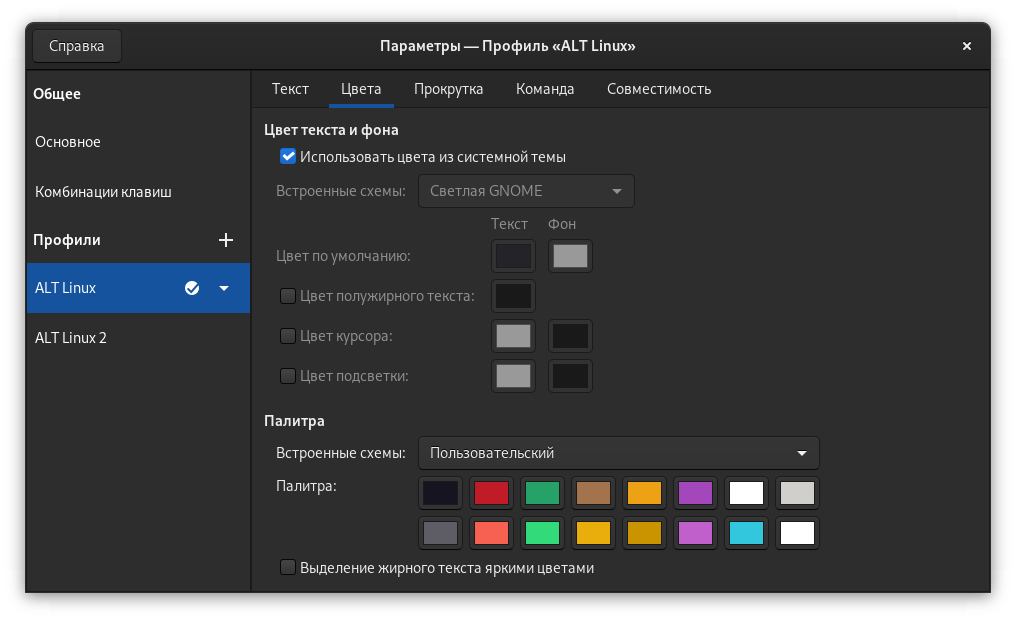 Справка
Параметры — Профиль «ALT Linux»
Общее
Основное
Комбинации клавиш
Профили
ALT Linux
ALT Linux 2
Текст Цвета Прокрутка Команда Совместимость
Цвет текста и фона
Использовать цвета из системной темы
Встроенные схемы: Светлая GNOME
Текст Фон
Цвет по умолчанию:
Цвет полужирного текста:
Цвет курсора:
Цвет подсветки:
Палитра
Встроенные схемы: Пользовательский
Палитра:
Выделение жирного текста яркими цветами